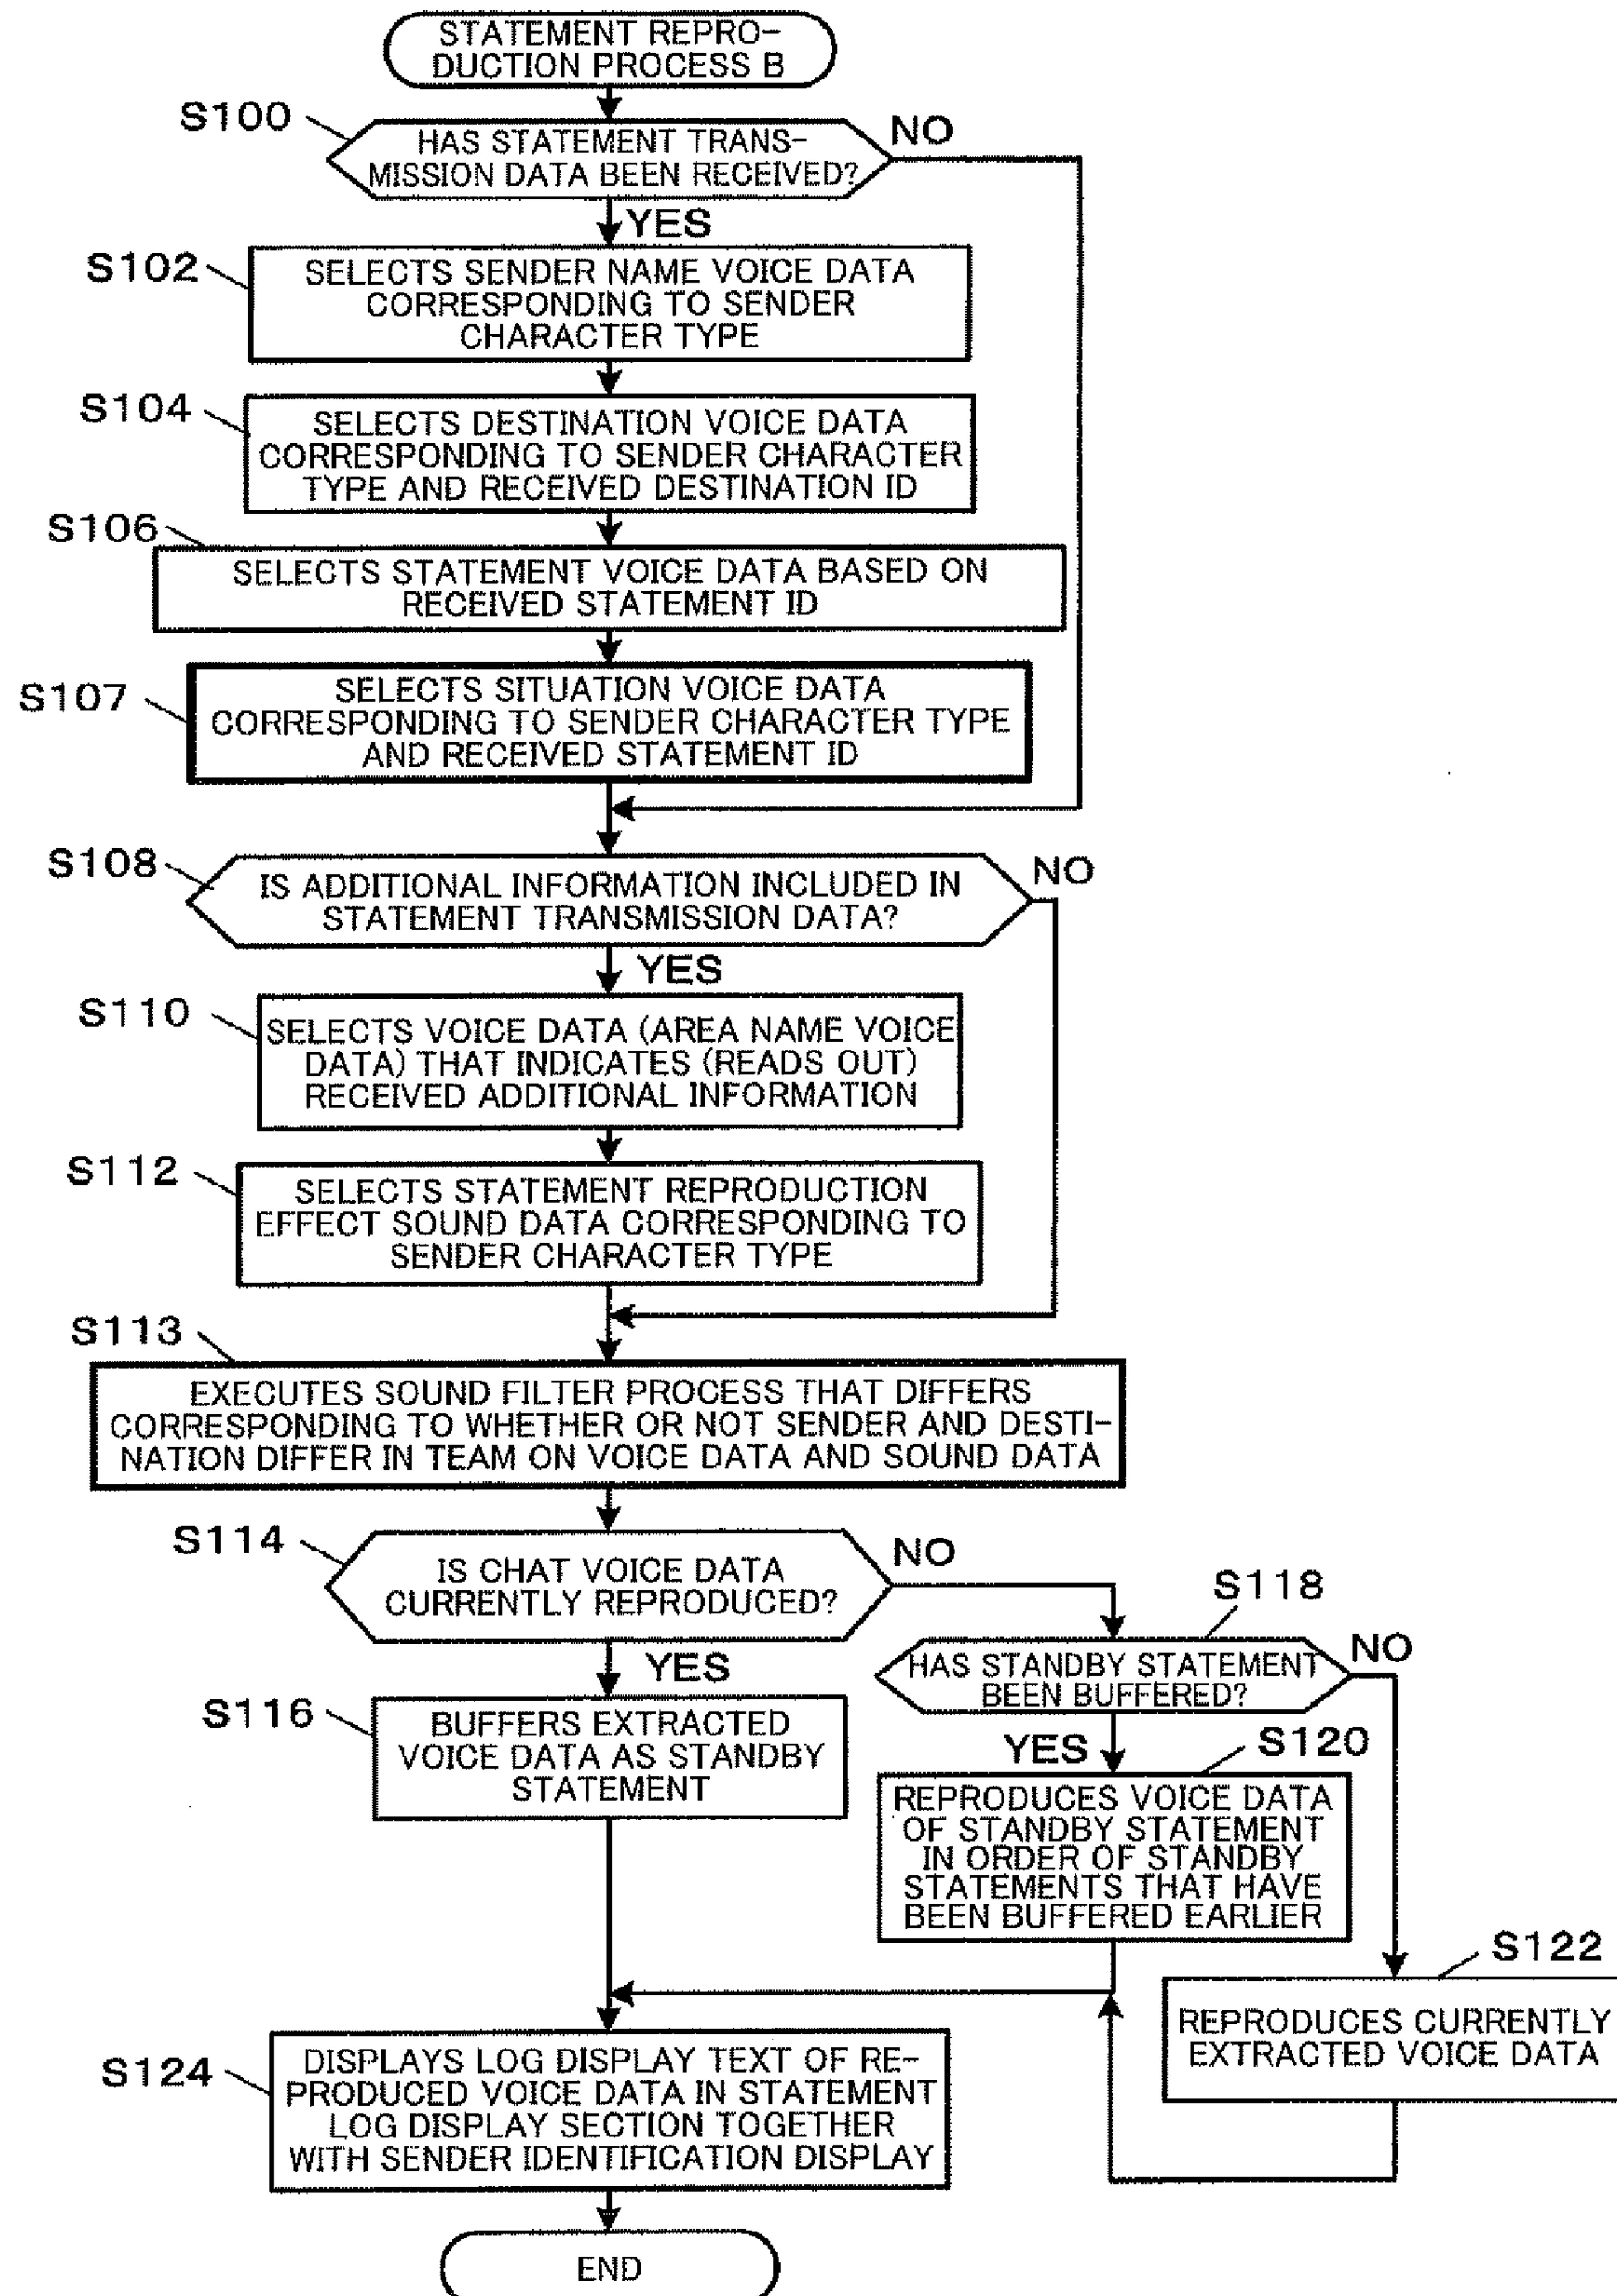 STATEMENT REPRO-
DUCTION PROCESS B
S100
HAS STATEMENT TRANS-
MISSION DATA BEEN RECEIVED?
NO
YES
S102
SELECTS SENDER NAME VOICE DATA
CORRESPONDING TO SENDER
CHARACTER TYPE
S104
SELECTS DESTINATION VOICE DATA
CORRESPONDING TO SENDER CHARACTER
TYPE AND RECEIVED DESTINATION ID
S106
SELECTS STATEMENT VOICE DATA BASED ON
RECEIVED STATEMENT ID
S107
SELECTS SITUATION VOICE DATA
CORRESPONDING TO SENDER CHARACTER TYPE
AND RECEIVED STATEMENT ID
S108
IS ADDITIONAL INFORMATION INCLUDED IN
STATEMENT TRANSMISSION DATA?
NO
YES
S110
SELECTS VOICE DATA (AREA NAME VOICE
DATA) THAT INDICATES (READS OUT)
RECEIVED ADDITIONAL INFORMATION
S112
SELECTS STATEMENT REPRODUCTION
EFFECT SOUND DATA CORRESPONDING TO
SENDER CHARACTER TYPE
S113
EXECUTES SOUND FILTER PROCESS THAT DIFFERS
CORRESPONDING TO WHETHER OR NOT SENDER AND DESTI-
NATION DIFFER IN TEAM ON VOICE DATA AND SOUND DATA
S114
IS CHAT VOICE DATA
CURRENTLY REPRODUCED?
NO
YES
S116
BUFFERS EXTRACTED
VOICE DATA AS STANDBY
STATEMENT
S118
HAS STANDBY STATEMENT
BEEN BUFFERED?
NO
YES
S120
REPRODUCES VOICE DATA
OF STANDBY STATEMENT
IN ORDER OF STANDBY
STATEMENTS THAT HAVE
BEEN BUFFERED EARLIER
S122
REPRODUCES CURRENTLY
EXTRACTED VOICE DATA
S124
DISPLAYS LOG DISPLAY TEXT OF RE-
PRODUCED VOICE DATA IN STATEMENT
LOG DISPLAY SECTION TOGETHER
WITH SENDER IDENTIFICATION DISPLAY
END